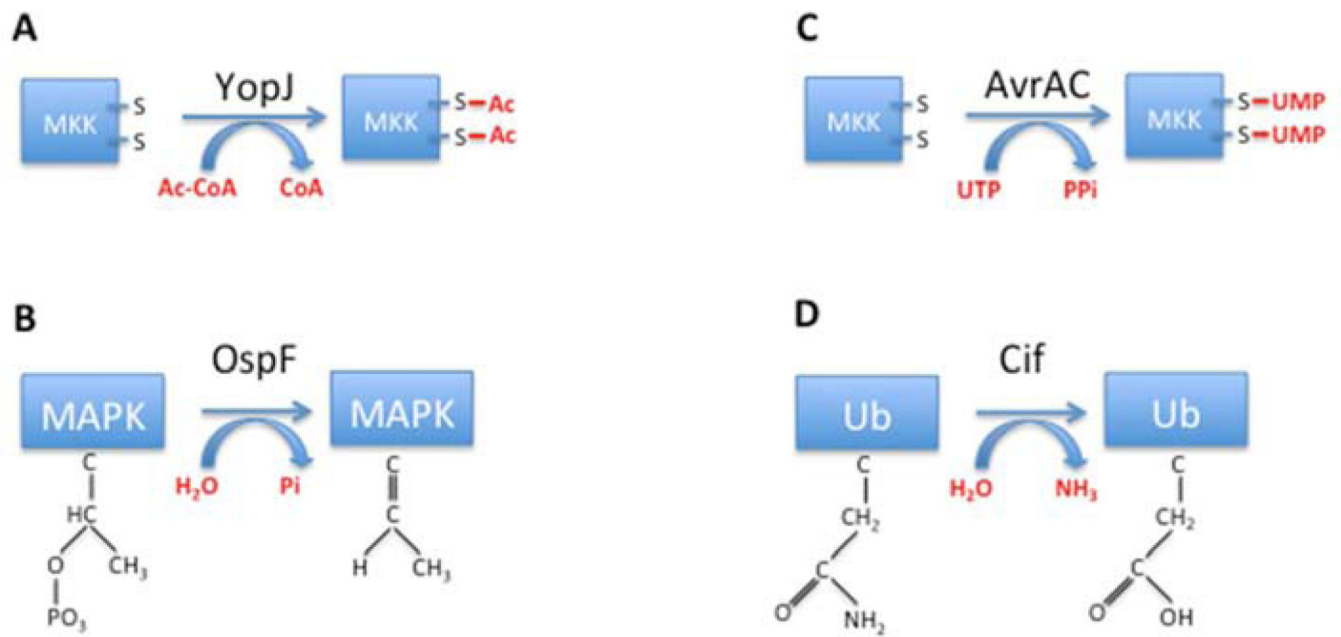 A
YopJ
MKK
S
S
MKK
S-Ac
S-Ac
Ac-CoA
CoA
C
AvrAC
MKK
S
S
MKK
S-UMP
S-UMP
UTP
PPi
B
OspF
MAPK
MAPK
H₂O
Pi
C
HC
O
CH₃
PO₃
C
C
H
CH₃
D
Cif
Ub
Ub
H₂O
NH₃
C
CH₂
C
O
NH₂
C
CH₂
C
O
OH